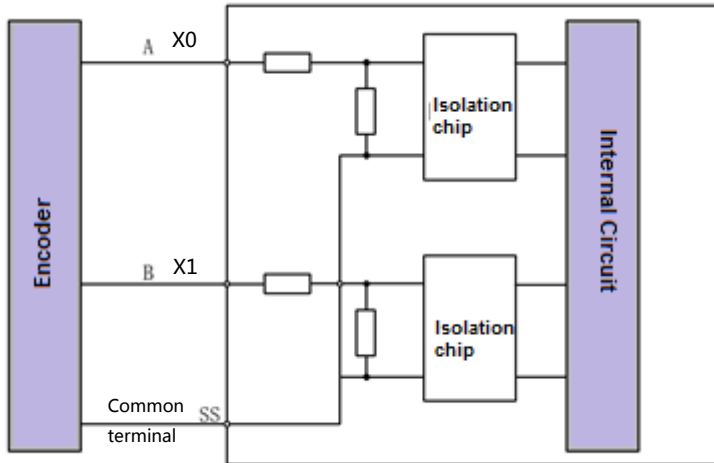 A X0
Isolation
chip
Encoder
Internal Circuit
B X1
Isolation
chip
Common SS
terminal